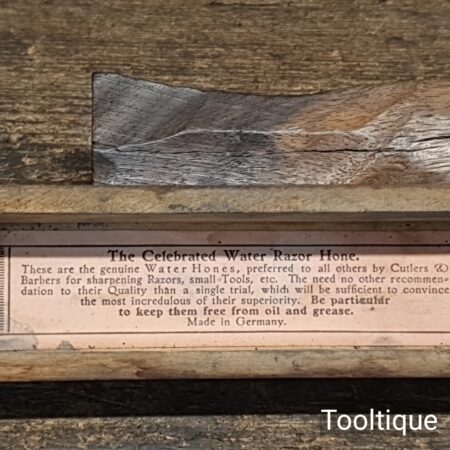 The Celebrated Water Razor Hone.
These are the genuine Water Hones, preferred to all others by Cutlers &
Barbers for sharpening Razors, small Tools, etc. The need no other recommen-
dation to their Quality than a single trial, which will be sufficient to convince
the most incredulous of their superiority. Be particular
to keep them free from oil and grease.
Made in Germany.
Tooltique